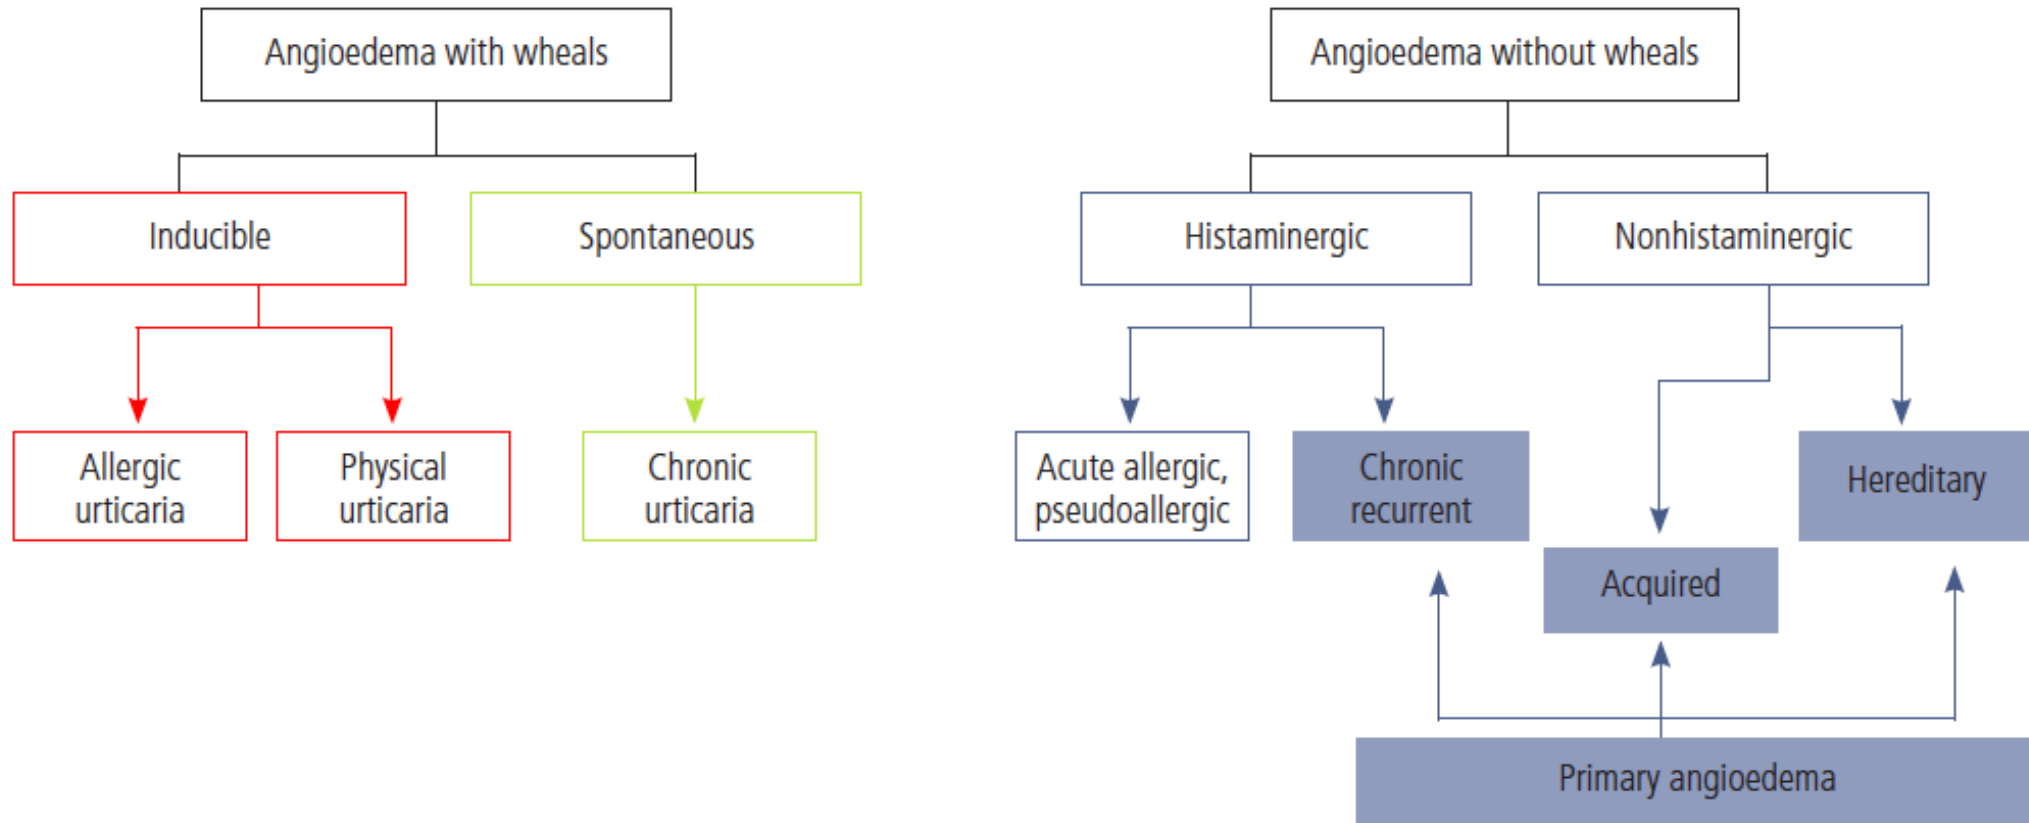 Angioedema with wheals
Angioedema without wheals
Inducible
Spontaneous
Histaminergic
Nonhistaminergic
Allergic
urticaria
Physical
urticaria
Chronic
urticaria
Acute allergic,
pseudoallergic
Chronic
recurrent
Hereditary
Acquired
Primary angioedema